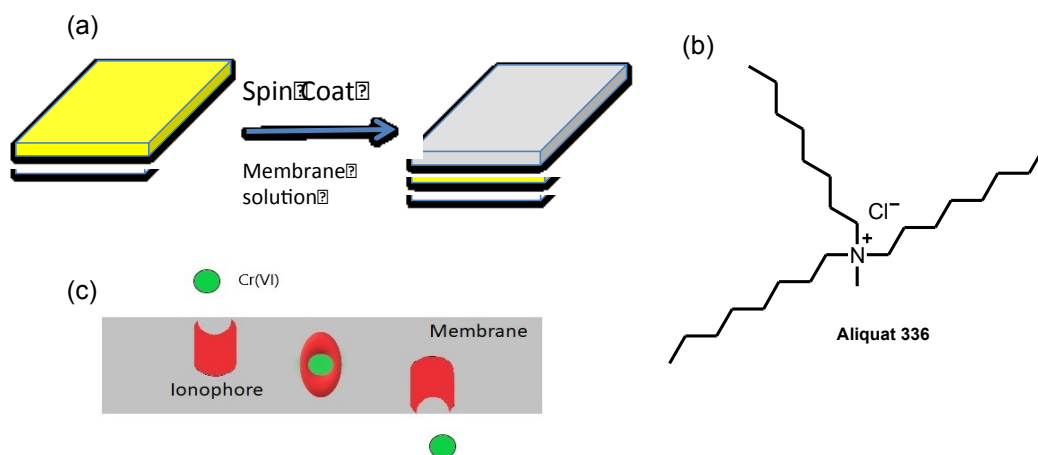 (a)
Spin⍰Coat⍰
Membrane⍰
solution⍰
(b)
Cl⁻
N⁺
Aliquat 336
(c)
Cr(VI)
Membrane
Ionophore